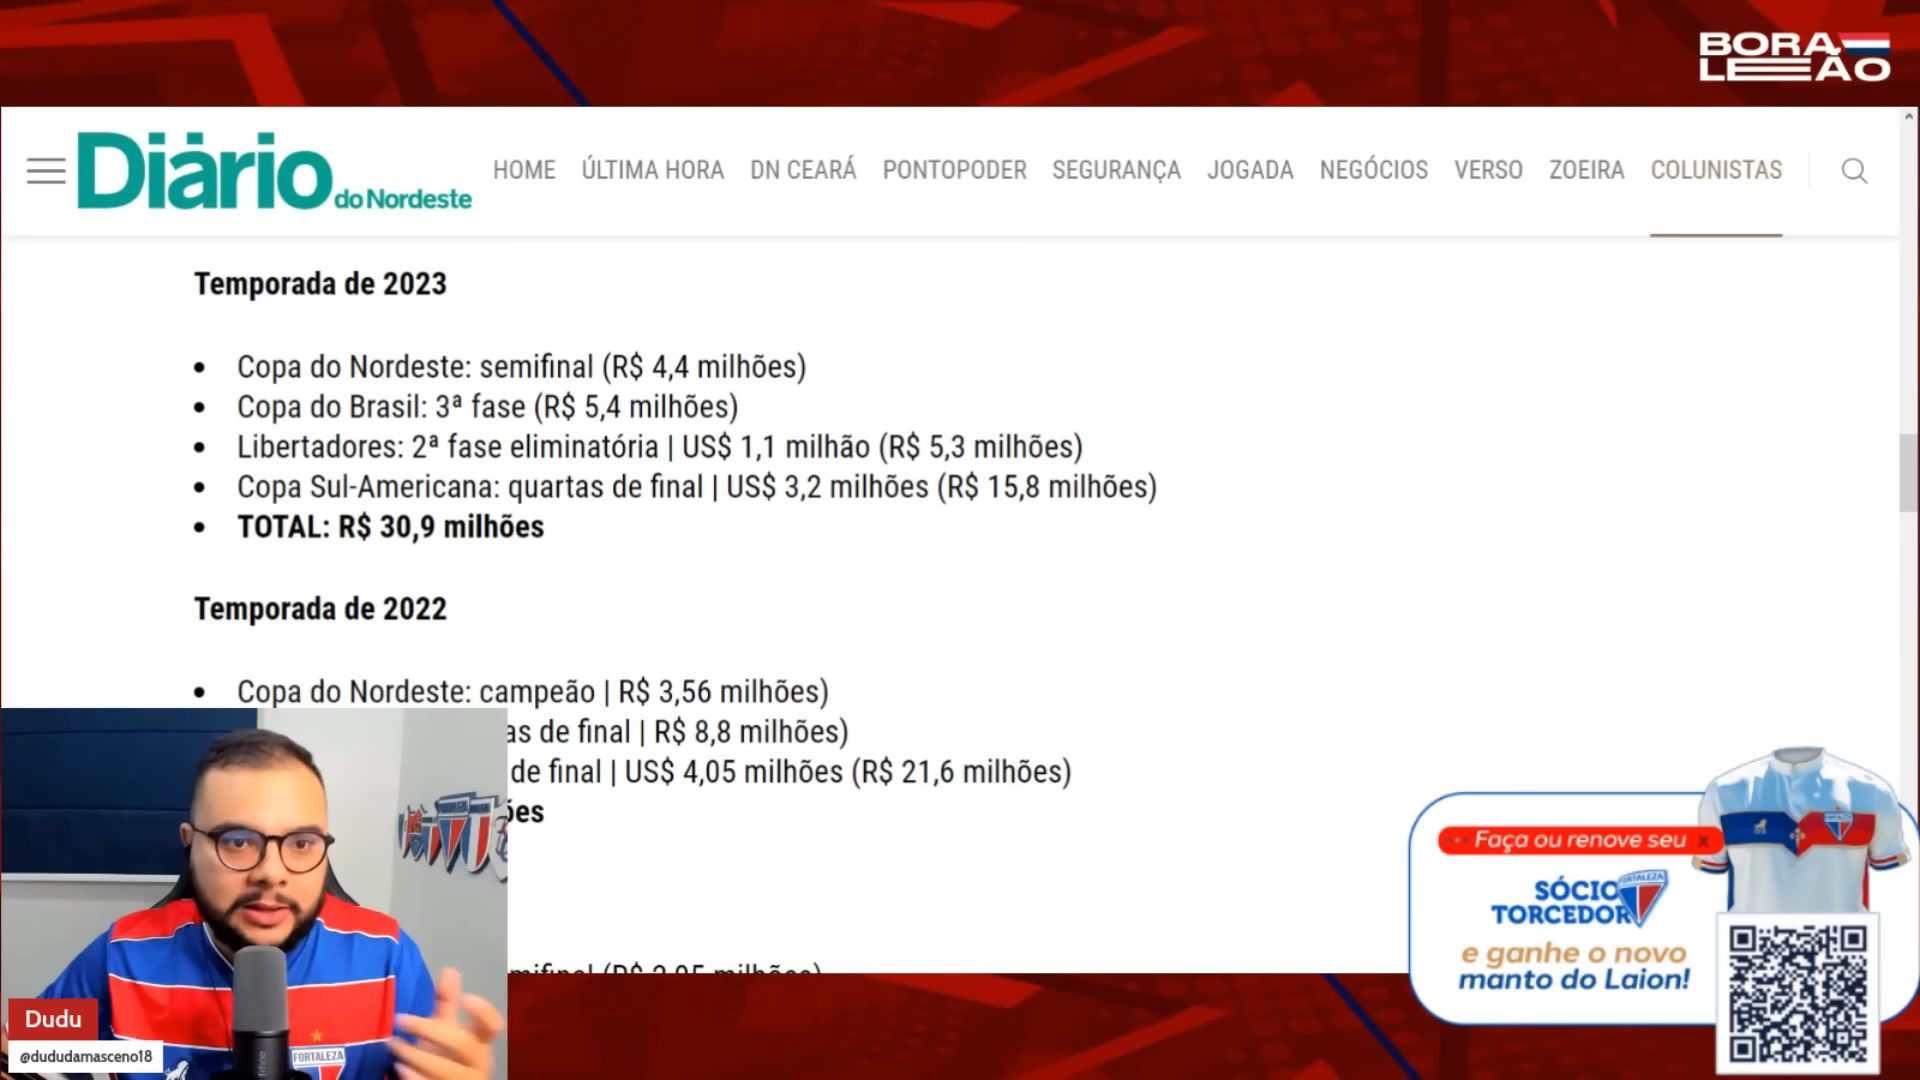 BORA
LEÃO
Diário do Nordeste
HOME ÚLTIMA HORA DN CEARÁ PONTOPODER SEGURANÇA JOGADA NEGÓCIOS VERSO ZOEIRA COLUNISTAS
Temporada de 2023
• Copa do Nordeste: semifinal (R$ 4,4 milhões)
• Copa do Brasil: 3ª fase (R$ 5,4 milhões)
• Libertadores: 2ª fase eliminatória | US$ 1,1 milhão (R$ 5,3 milhões)
• Copa Sul-Americana: quartas de final | US$ 3,2 milhões (R$ 15,8 milhões)
• TOTAL: R$ 30,9 milhões
Temporada de 2022
• Copa do Nordeste: campeão | R$ 3,56 milhões)
as de final | R$ 8,8 milhões)
de final | US$ 4,05 milhões (R$ 21,6 milhões)
ões
Faça ou renove seu
SÓCIO
TORCEDOR
FORTALEZA
e ganhe o novo
manto do Laion!
Dudu
@dududamasceno18
FORTALEZA